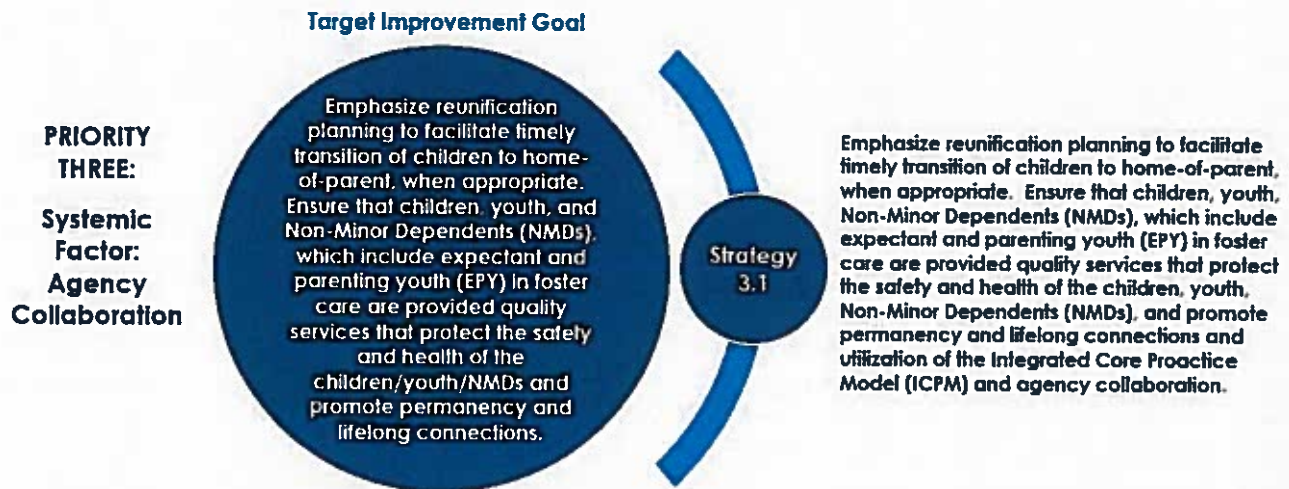 Target Improvement Goal
PRIORITY
THREE:
Systemic
Factor:
Agency
Collaboration
Emphasize reunification
planning to facilitate timely
transition of children to home-
of-parent, when appropriate.
Ensure that children, youth, and
Non-Minor Dependents (NMDs),
which include expectant and
parenting youth (EPY) in foster
care are provided quality
services that protect the safety
and health of the
children/youth/NMDs and
promote permanency and
lifelong connections.
Strategy
3.1
Emphasize reunification planning to facilitate
timely transition of children to home-of-parent,
when appropriate. Ensure that children, youth,
Non-Minor Dependents (NMDs), which include
expectant and parenting youth (EPY) in foster
care are provided quality services that protect
the safety and health of the children, youth,
Non-Minor Dependents (NMDs), and promote
permanency and lifelong connections and
utilization of the Integrated Core Proactice
Model (ICPM) and agency collaboration.